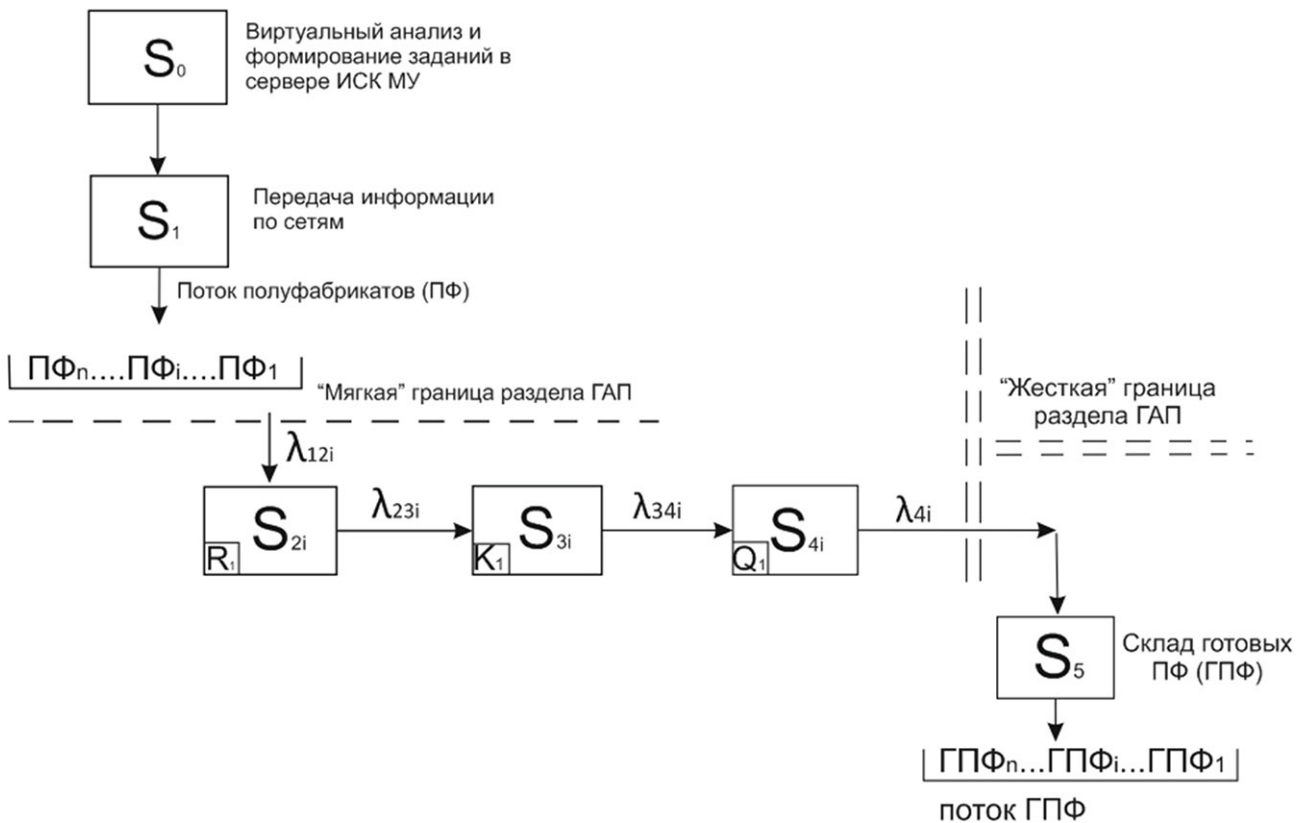 S₀
Виртуальный анализ и
формирование заданий в
сервере ИСК МУ
S₁
Передача информации
по сетям
Поток полуфабрикатов (ПФ)
ПФₙ....ПФᵢ....ПФ₁
“Мягкая” граница раздела ГАП
“Жесткая” граница
раздела ГАП
λ₁₂ᵢ
S₂ᵢ
R₁
λ₂₃ᵢ
S₃ᵢ
K₁
λ₃₄ᵢ
S₄ᵢ
Q₁
λ₄ᵢ
S₅
Склад готовых
ПФ (ГПФ)
ГПФₙ...ГПФᵢ...ГПФ₁
поток ГПФ